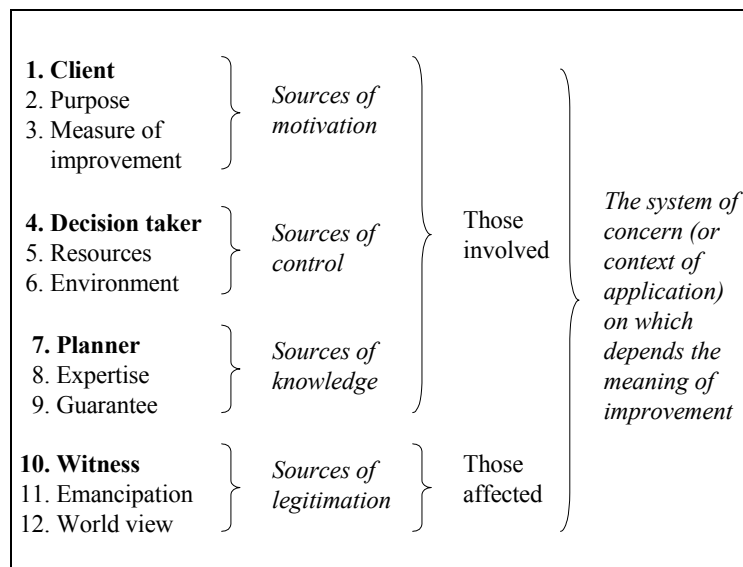 1. Client
2. Purpose
3. Measure of
improvement
Sources of
motivation
4. Decision taker
5. Resources
6. Environment
Sources of
control
7. Planner
8. Expertise
9. Guarantee
Sources of
knowledge
Those
involved
10. Witness
11. Emancipation
12. World view
Sources of
legitimation
Those
affected
The system of
concern (or
context of
application)
on which
depends the
meaning of
improvement